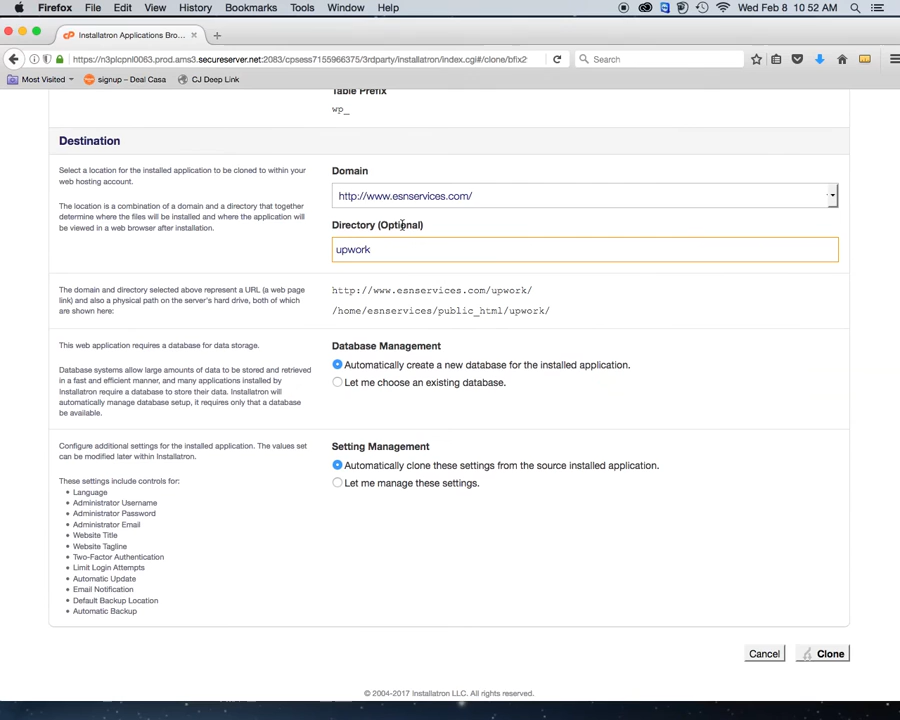 Firefox File Edit View History Bookmarks Tools Window Help Wed Feb 8 10:52 AM
Installatron Applications Bro...
https://n3plcpnl0063.prod.ams3.secureserver.net:2083/cpsess7155966375/3rdparty/installatron/index.cgi#/clone/bfix2 Search
Most Visited signup – Deal Casa CJ Deep Link
Table Prefix
wp_
Destination
Select a location for the installed application to be cloned to within your
web hosting account.
The location is a combination of a domain and a directory that together
determine where the files will be installed and where the application
will be viewed in a web browser after installation.
Domain
http://www.esnservices.com/
Directory (Optional)
upwork
The domain and directory selected above represent a URL (a web page
link) and also a physical path on the server's hard drive, both of which
are shown here:
http://www.esnservices.com/upwork/
/home/esnservices/public_html/upwork/
This web application requires a database for data storage.
Database systems allow large amounts of data to be stored and retrieved
in a fast and efficient manner, and many applications installed by
Installatron require a database to store their data. Installatron will
automatically manage database setup, it requires only that a database
be available.
Database Management
Automatically create a new database for the installed application.
Let me choose an existing database.
Configure additional settings for the installed application. The values set
can be modified later within Installatron.
These settings include controls for:
• Language
• Administrator Username
• Administrator Password
• Administrator Email
• Website Title
• Website Tagline
• Two-Factor Authentication
• Limit Login Attempts
• Automatic Update
• Email Notification
• Default Backup Location
• Automatic Backup
Setting Management
Automatically clone these settings from the source installed application.
Let me manage these settings.
Cancel Clone
© 2004-2017 Installatron LLC. All rights reserved.